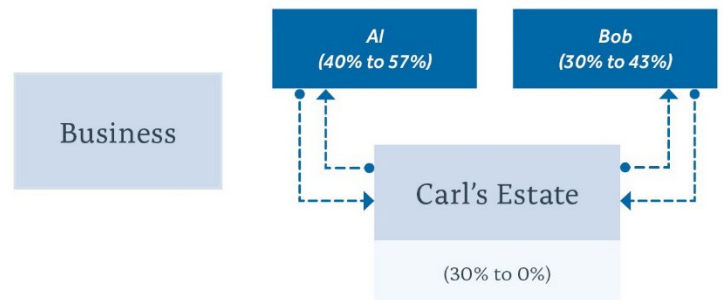 Al
(40% to 57%)
Bob
(30% to 43%)
Business
Carl’s Estate
(30% to 0%)